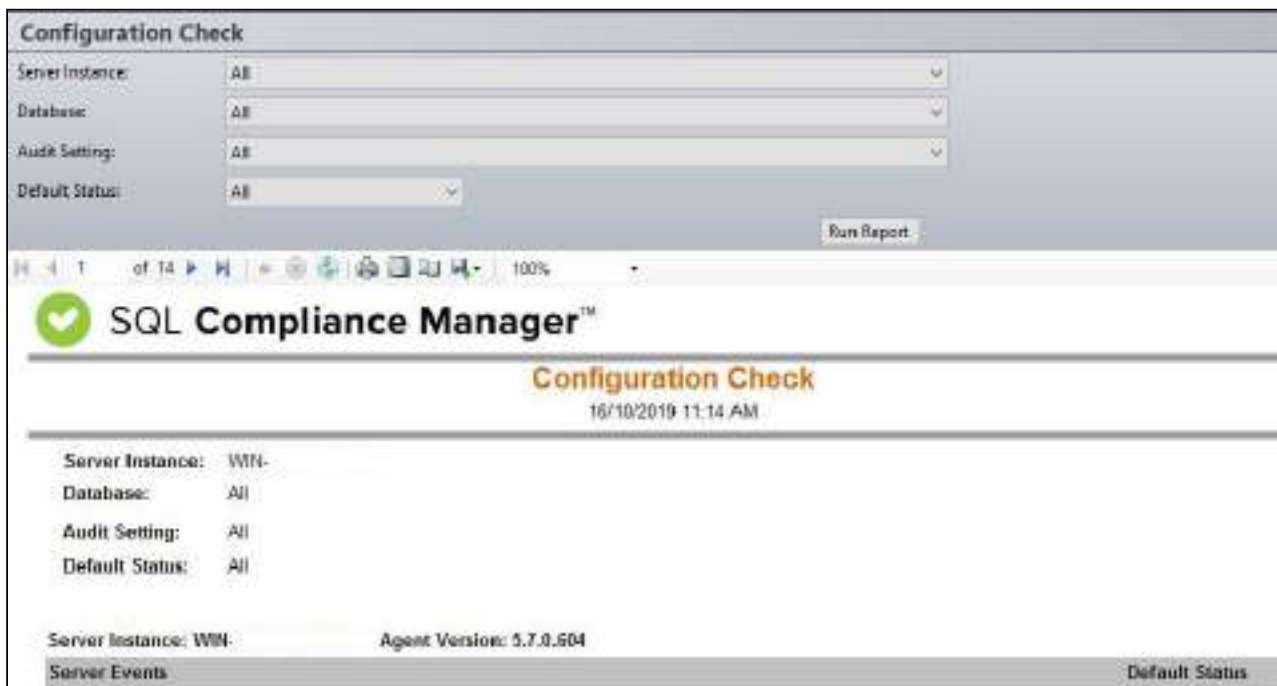 Configuration Check
Server Instance: All
Database: All
Audit Setting: All
Default Status: All
Run Report
1 of 14 100%
SQL Compliance Manager™
Configuration Check
16/10/2019 11:14 AM
Server Instance: WIN-
Database: All
Audit Setting: All
Default Status: All
Server Instance: WIN- Agent Version: 5.7.0.604
Server Events Default Status